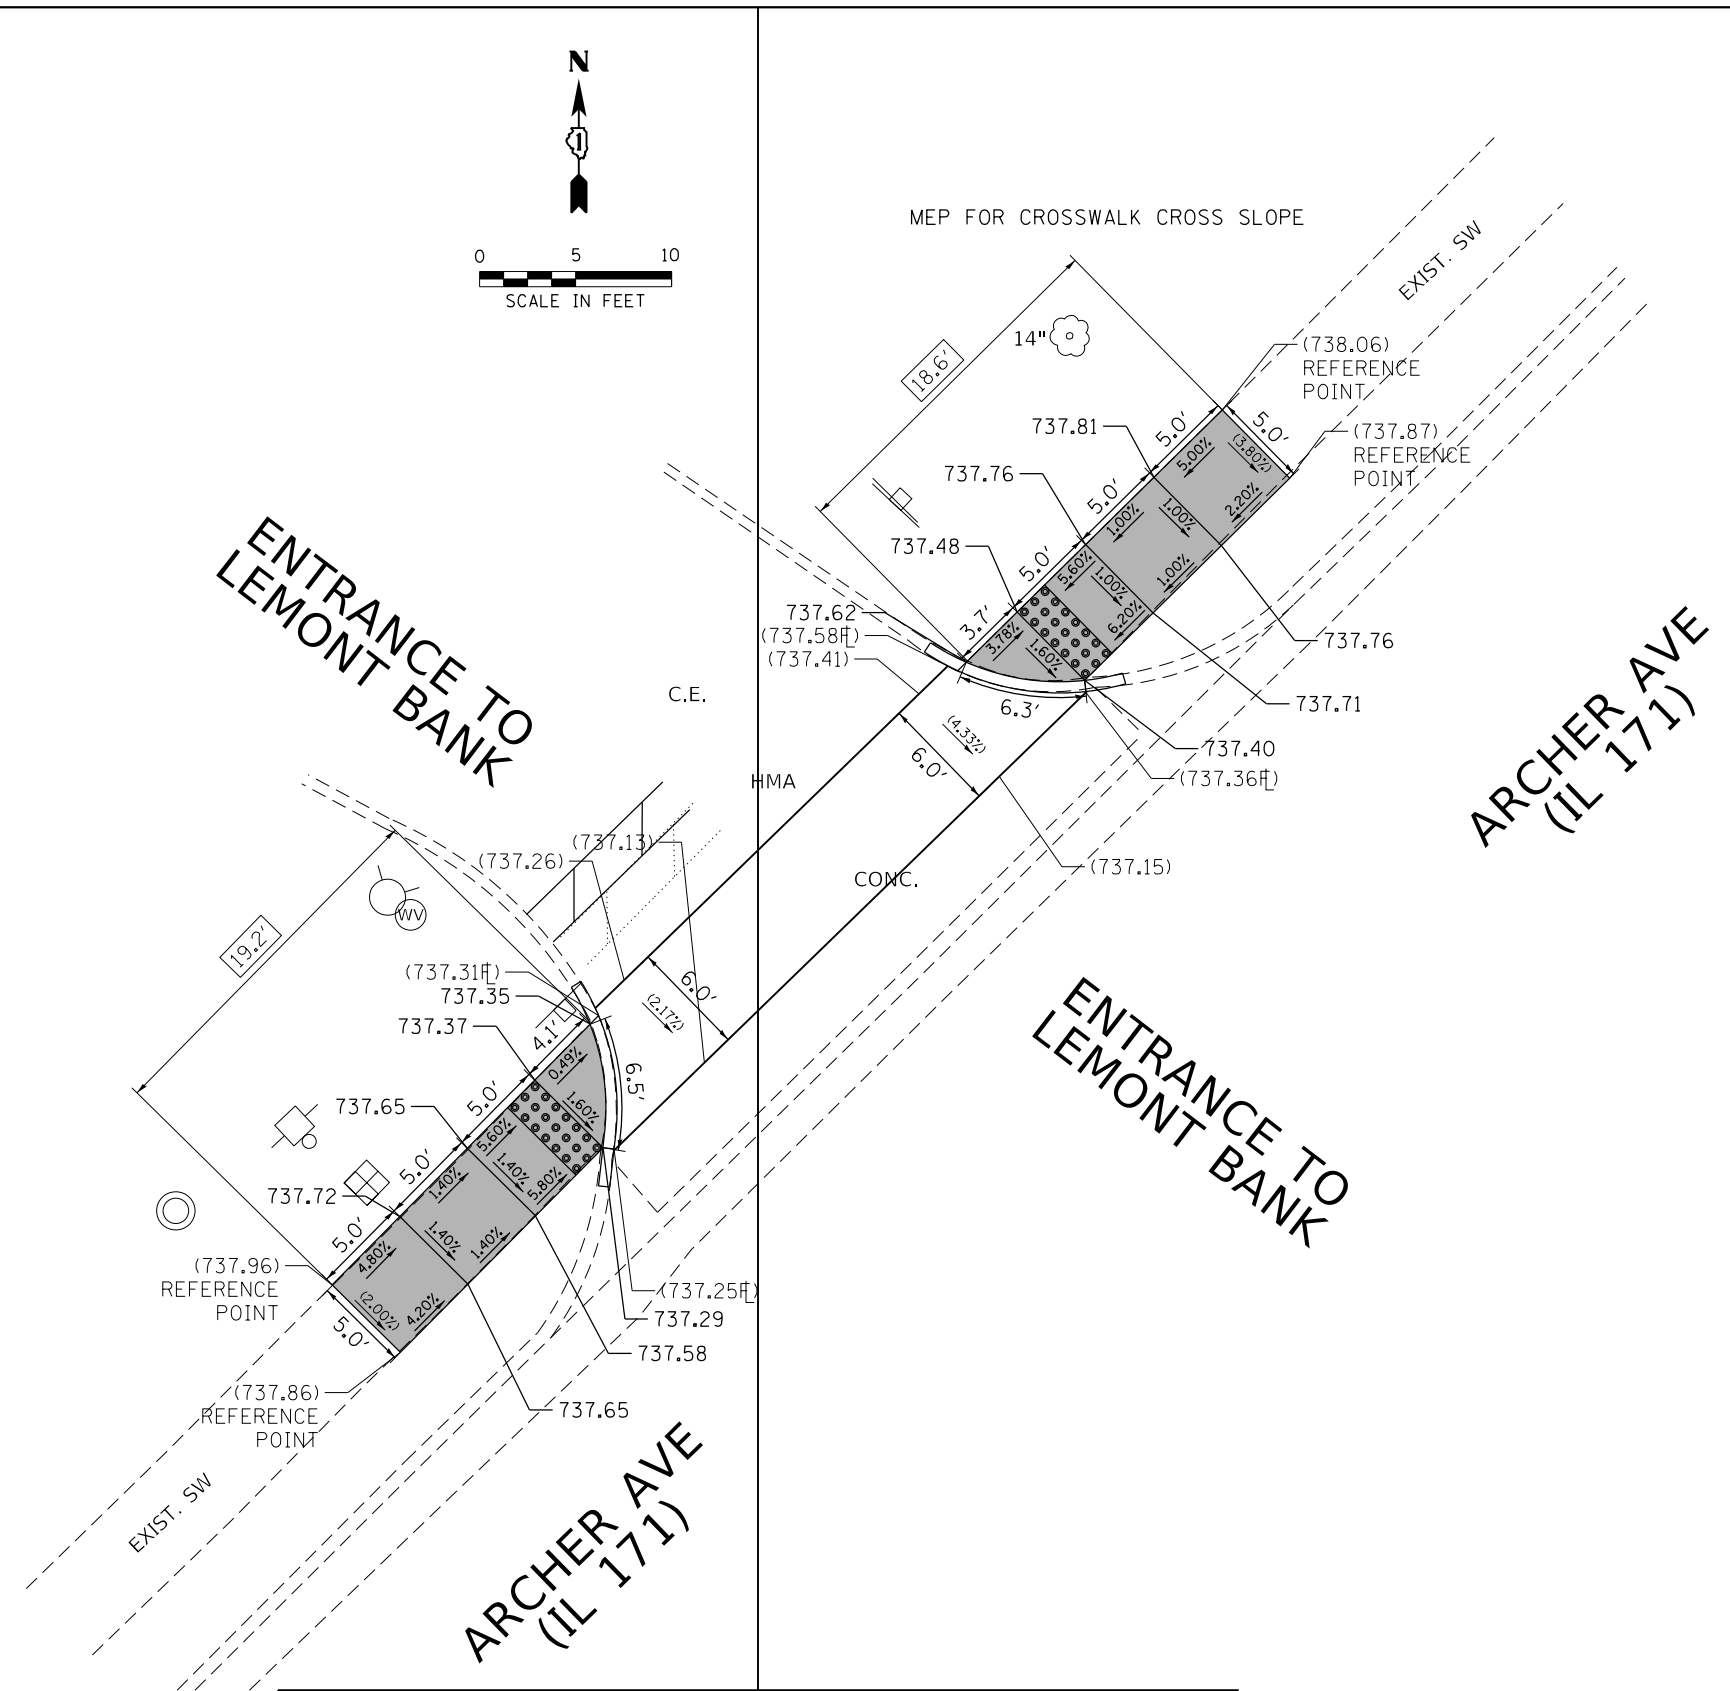 N
1
0 5 10
SCALE IN FEET
MEP FOR CROSSWALK CROSS SLOPE
EXIST. SW
14"
18.6'
(738.06)
REFERENCE
POINT
(737.87)
REFERENCE
POINT
737.81
5.0'
5.0'
5.00%
(3.80%)
737.76
5.0'
1.00%
1.00%
2.20%
737.48
5.0'
5.60%
1.00%
1.00%
6.20%
737.62
(737.58FL)
(737.41)
3.7'
3.78%
1.60%
737.76
737.71
737.40
(737.36FL)
6.3'
(4.33%)
6.0'
ENTRANCE TO
LEMONT BANK
C.E.
HMA
CONC.
ARCHER AVE
(IL 171)
(737.13)
(737.26)
(737.15)
WV
19.2'
(737.31FL)
737.35
737.37
6.0'
(2.17%)
4.1'
0.49%
6.5'
5.0'
1.60%
737.65
5.60%
5.0'
1.40%
1.40%
5.80%
737.72
5.0'
1.40%
1.40%
4.80%
(737.96)
REFERENCE
POINT
(2.00%)
4.20%
5.0'
(737.25FL)
737.29
737.58
737.65
(737.86)
REFERENCE
POINT
ENTRANCE TO
LEMONT BANK
EXIST. SW
ARCHER AVE
(IL 171)